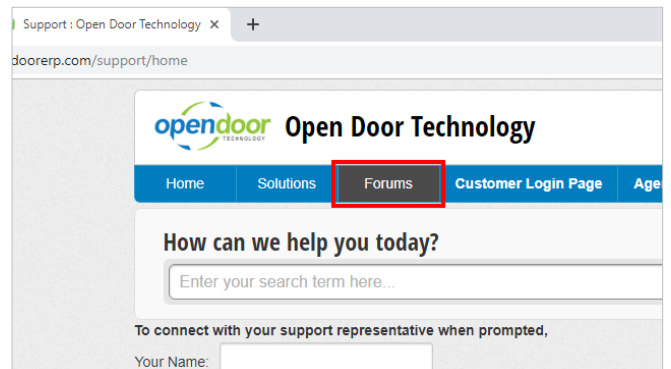 Support : Open Door Technology
doorerp.com/support/home
opendoor Open Door Technology
TECHNOLOGY
Home Solutions Forums Customer Login Page Age
How can we help you today?
Enter your search term here...
To connect with your support representative when prompted,
Your Name: